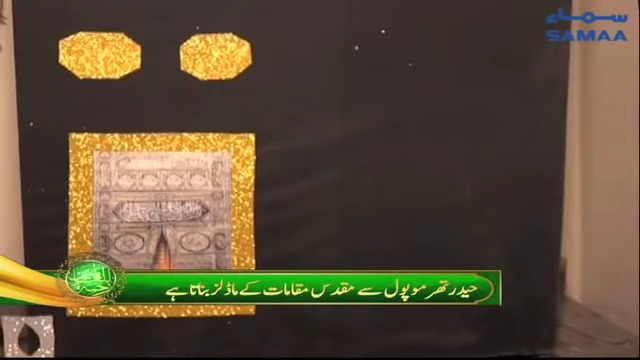 سماء
SAMAA
حیدر تھرموپول سے مقدس مقامات کے ماڈلز بناتا ہے